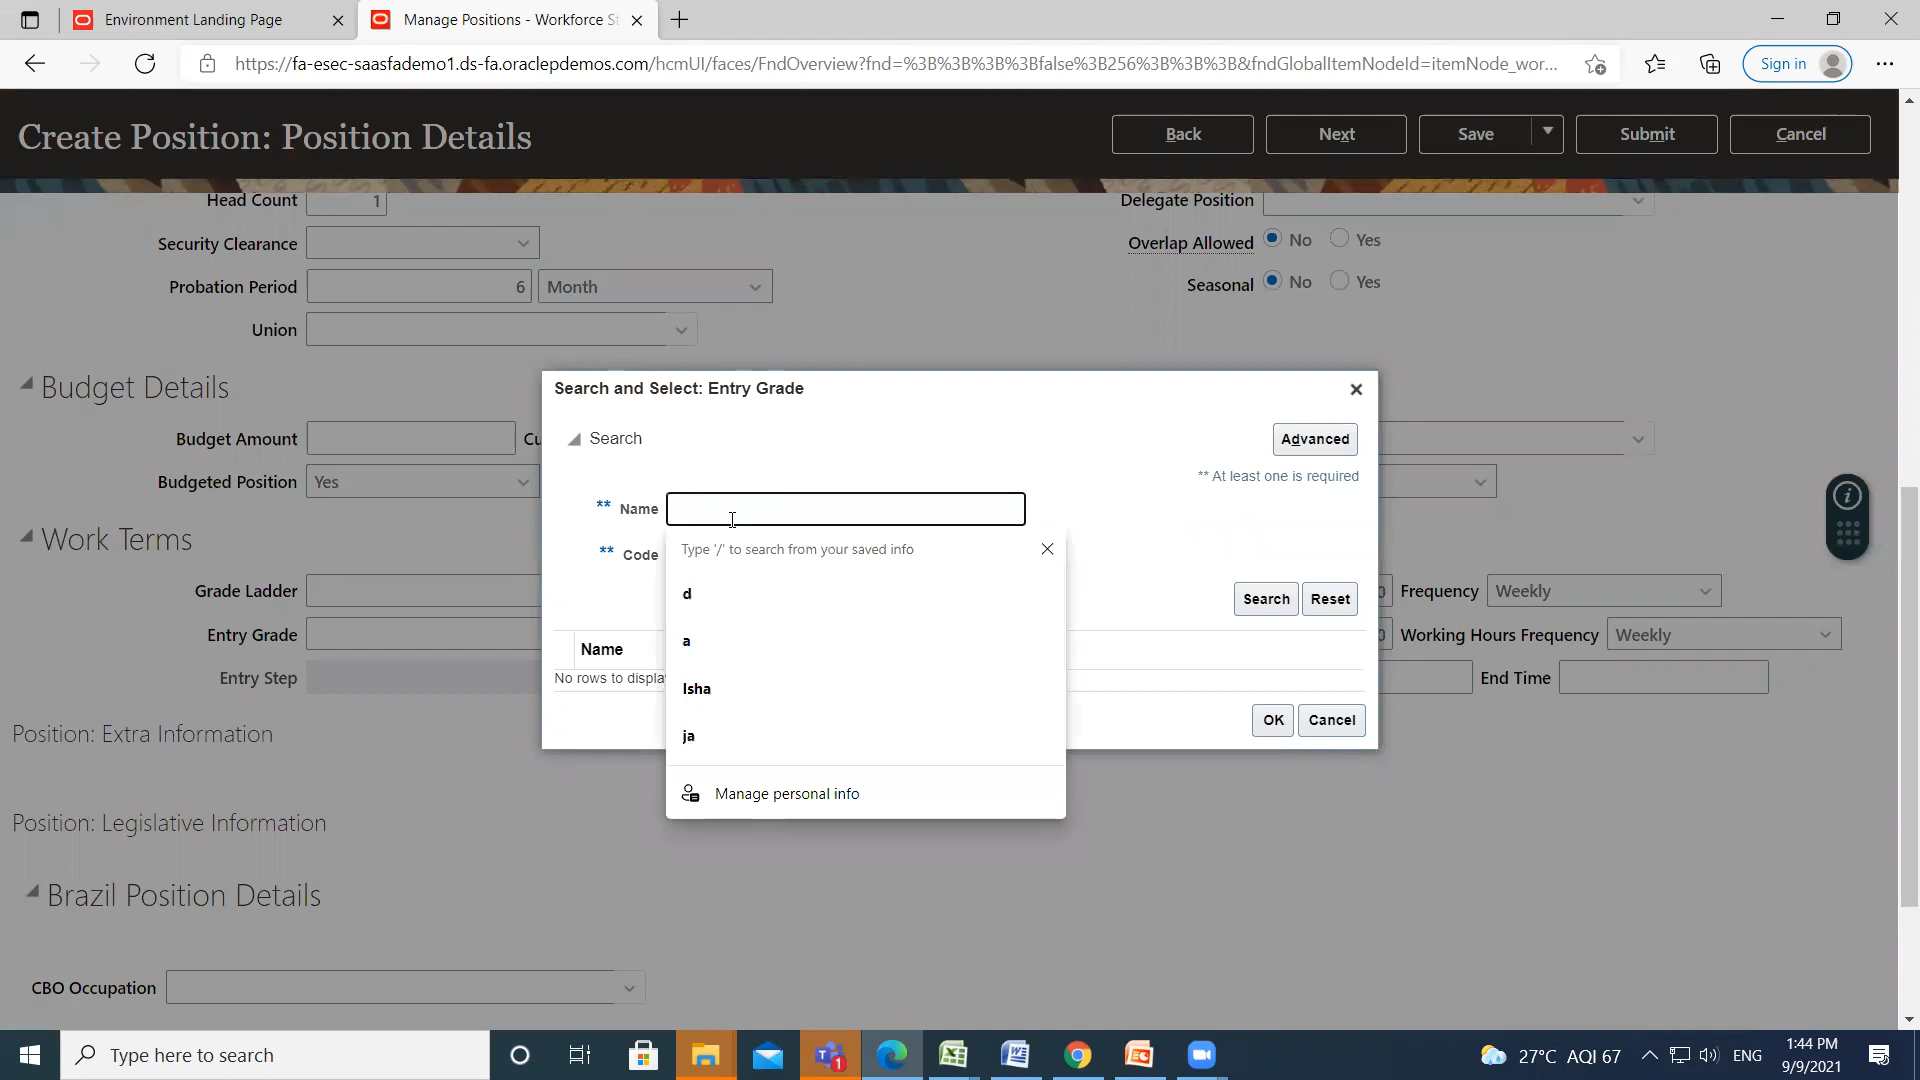 Environment Landing Page
Manage Positions - Workforce St
https://fa-esec-saasfademo1.ds-fa.oraclepdemos.com/hcmUI/faces/FndOverview?fnd=%3B%3B%3B%3Bfalse%3B256%3B%3B%3B&fndGlobalItemNodeId=itemNode_wor...
Sign in
Create Position: Position Details
Back
Next
Save
Submit
Cancel
Head Count 1
Delegate Position
Security Clearance
Overlap Allowed No Yes
Probation Period 6 Month
Seasonal No Yes
Union
Budget Details
Budget Amount Cu
Budgeted Position Yes
Work Terms
Grade Ladder
0 Frequency Weekly
Entry Grade
0 Working Hours Frequency Weekly
Entry Step
End Time
Position: Extra Information
Position: Legislative Information
Brazil Position Details
CBO Occupation
Search and Select: Entry Grade
Search
Advanced
** At least one is required
** Name
** Code
Type '/' to search from your saved info
d
a
Isha
ja
Manage personal info
Search Reset
Name
No rows to displa
OK Cancel
Type here to search
1
27°C AQI 67
ENG
1:44 PM
9/9/2021